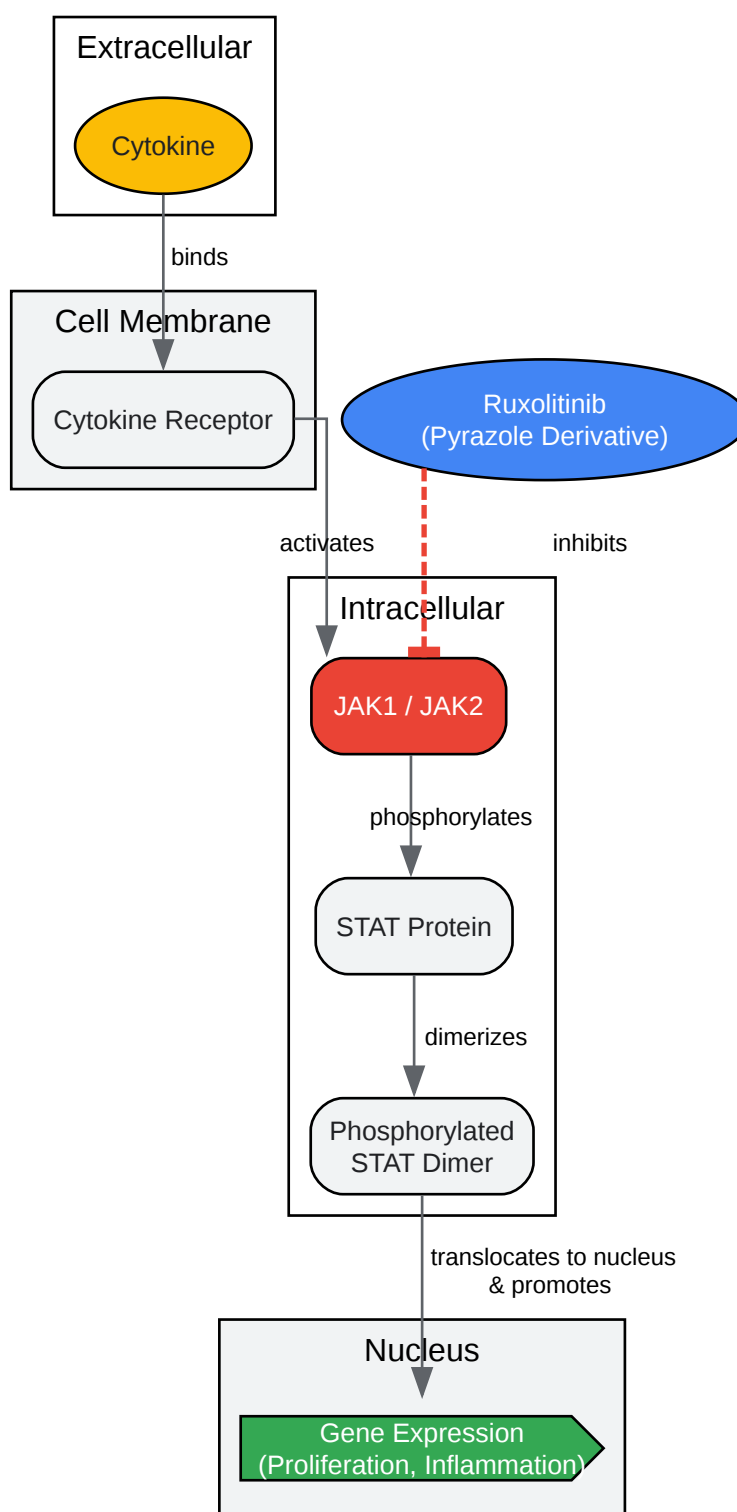 Extracellular
Cytokine
binds
Cell Membrane
Cytokine Receptor
Ruxolitinib
(Pyrazole Derivative)
activates
inhibits
Intracellular
JAK1 / JAK2
phosphorylates
STAT Protein
dimerizes
Phosphorylated
STAT Dimer
translocates to nucleus
& promotes
Nucleus
Gene Expression
(Proliferation, Inflammation)